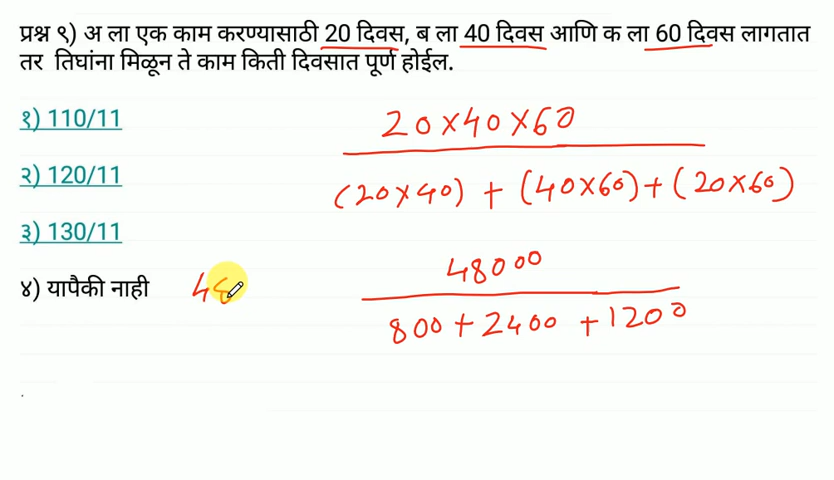 प्रश्न ९) अ ला एक काम करण्यासाठी 20 दिवस, ब ला 40 दिवस आणि क ला 60 दिवस लागतात
तर तिघांना मिळून ते काम किती दिवसात पूर्ण होईल.
१) 110/11
२) 120/11
३) 130/11
४) यापैकी नाही
20 × 40 × 60
(20 × 40) + (40 × 60) + (20 × 60)
48000
800 + 2400 + 1200
48